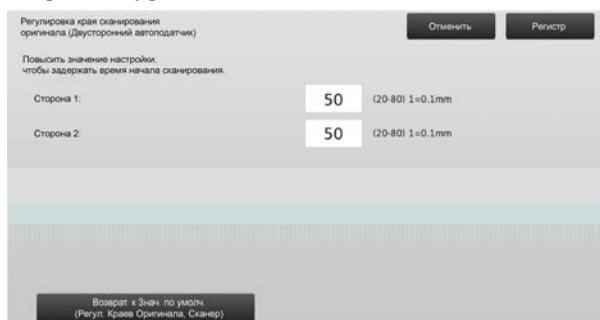 Регулировка края сканирования
оригинала (Двусторонний автоподатчик)
Отменить
Регистр
Повысить значение настройки,
чтобы задержать время начала сканирования.
Сторона 1:
50
(20-80) 1=0.1mm
Сторона 2:
50
(20-80) 1=0.1mm
Возврат к Знач. по умолч.
(Регул. Краев Оригинала, Сканер)